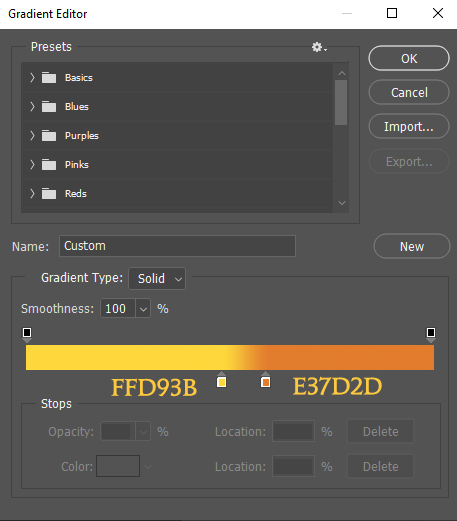 Gradient Editor
Presets
OK
Basics
Cancel
Blues
Import...
Purples
Export...
Pinks
Reds
Name: Custom
New
Gradient Type: Solid
Smoothness: 100 %
FFD93B E37D2D
Stops
Opacity: % Location: % Delete
Color: Location: % Delete